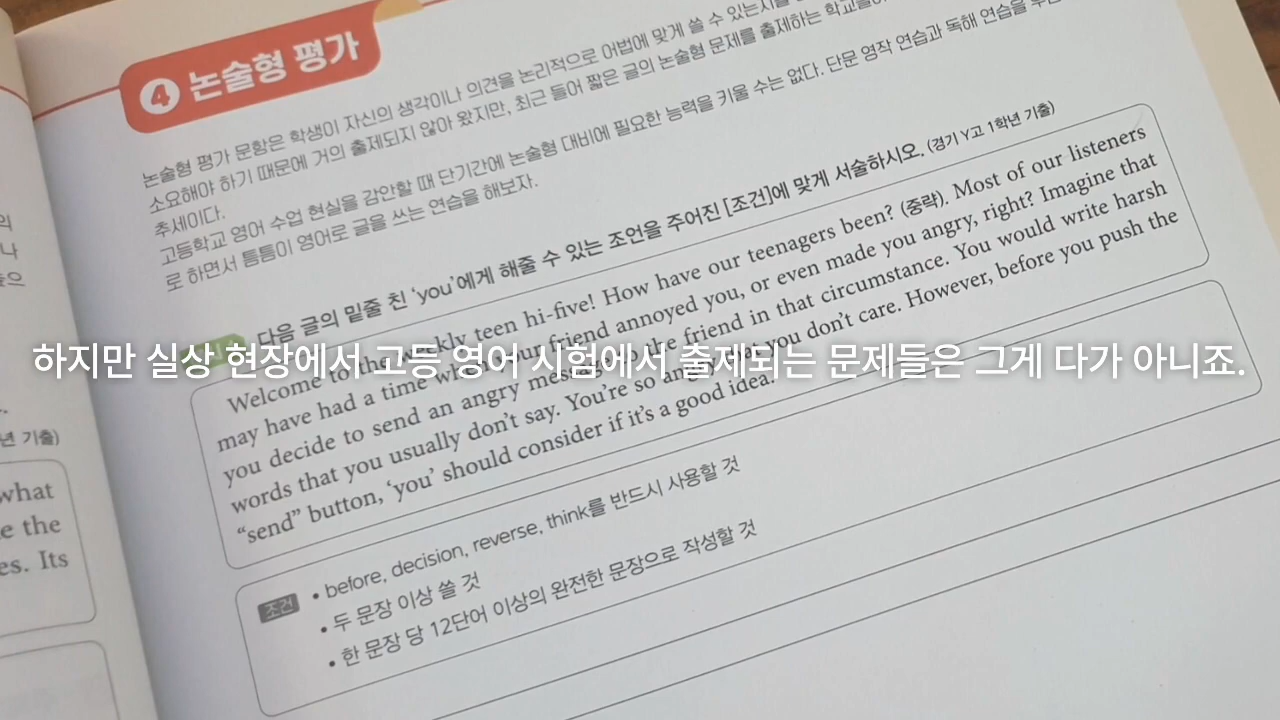 4 논술형 평가
논술형 평가 문항은 학생이 자신의 생각이나 의견을 논리적으로 어법에 맞게 쓸 수 있는지를
소요해야 하기 때문에 거의 출제되지 않아 왔지만, 최근 들어 짧은 글의 논술형 문제를 출제하는
추세이다.
고등학교 영어 수업 현실을 감안할 때 단기간에 논술형 대비에 필요한 능력을 키울 수는 없다. 단문 영작 연습과 독해 연습을
로 하면서 틈틈이 영어로 글을 쓰는 연습을 해보자.
다음 글의 밑줄 친 ‘you’에게 해줄 수 있는 조언을 주어진 [조건]에 맞게 서술하시오. (경기 Y고 1학년 기출)
Welcome to the weekly teen hi-five! How have our teenagers been? (중략). Most of our listeners
may have had a time when your friend annoyed you, or even made you angry, right? Imagine that
you decide to send an angry message to the friend in that circumstance. You would write harsh
words that you usually don’t say. You’re so angry that you don’t care. However, before you push the
“send” button, ‘you’ should consider if it’s a good idea.
하지만 실상 현장에서 고등 영어 시험에서 출제되는 문제들은 그게 다가 아니죠.
조건
• before, decision, reverse, think를 반드시 사용할 것
• 두 문장 이상 쓸 것
• 한 문장 당 12단어 이상의 완전한 문장으로 작성할 것
년 기출)
what
e the
es. Its